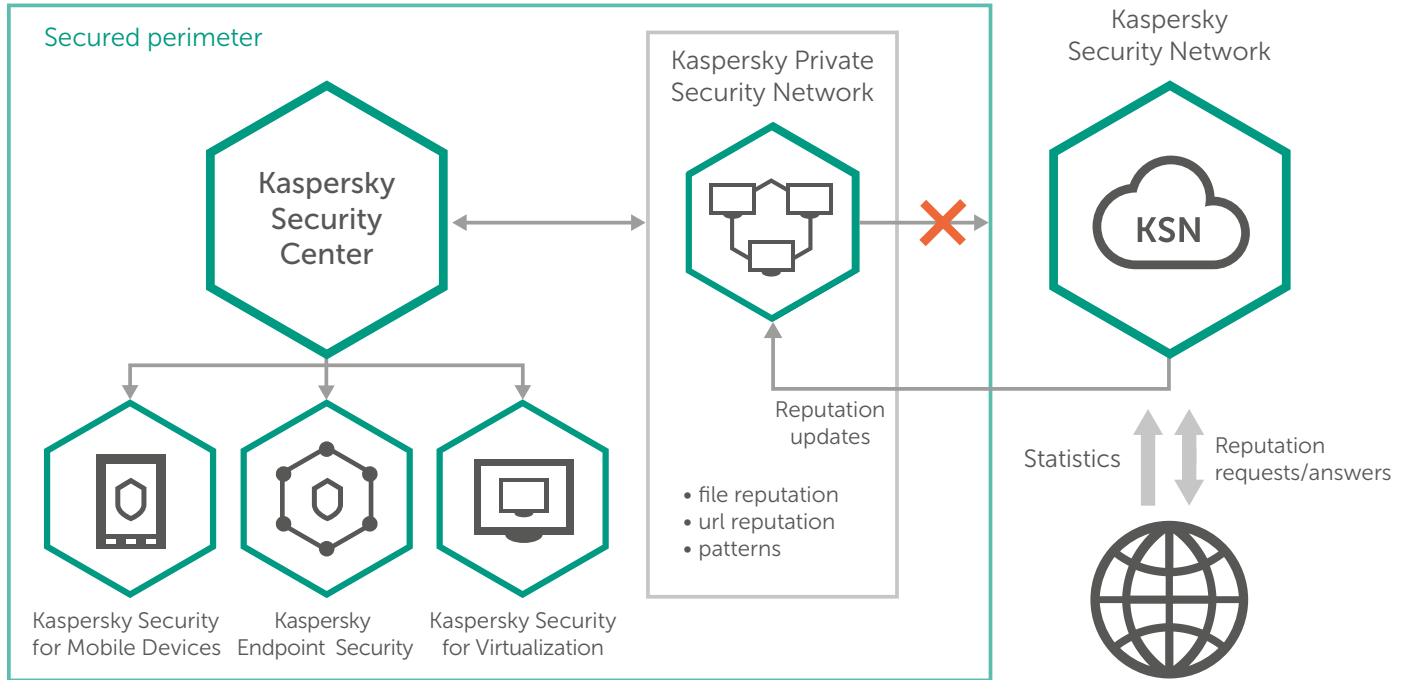 Secured perimeter
Kaspersky
Security
Center
Kaspersky Private
Security Network
Kaspersky
Security Network
KSN
Reputation
updates
• file reputation
• url reputation
• patterns
Statistics
Reputation
requests/answers
Kaspersky Security
for Mobile Devices
Kaspersky
Endpoint Security
Kaspersky Security
for Virtualization